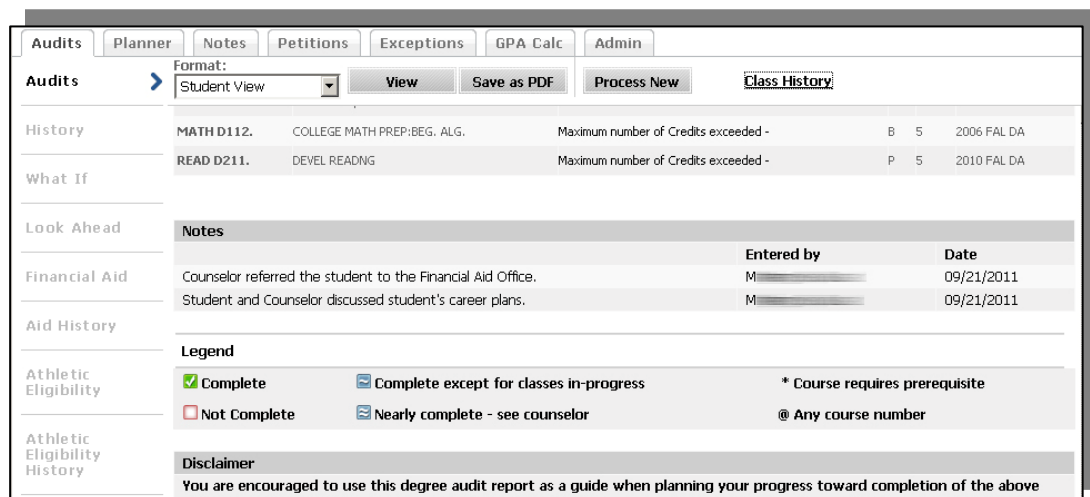 Audits Planner Notes Petitions Exceptions GPA Calc Admin
Format:
Audits Student View View Save as PDF Process New Class History
History MATH D112. COLLEGE MATH PREP:BEG. ALG. Maximum number of Credits exceeded - B 5 2006 FAL DA
READ D211. DEVEL READNG Maximum number of Credits exceeded - P 5 2010 FAL DA
What If
Look Ahead Notes
Entered by Date
Financial Aid Counselor referred the student to the Financial Aid Office. M 09/21/2011
Student and Counselor discussed student's career plans. M 09/21/2011
Aid History
Legend
Athletic
Eligibility
Complete Complete except for classes in-progress * Course requires prerequisite
Not Complete Nearly complete - see counselor @ Any course number
Athletic
Eligibility
History
Disclaimer
You are encouraged to use this degree audit report as a guide when planning your progress toward completion of the above